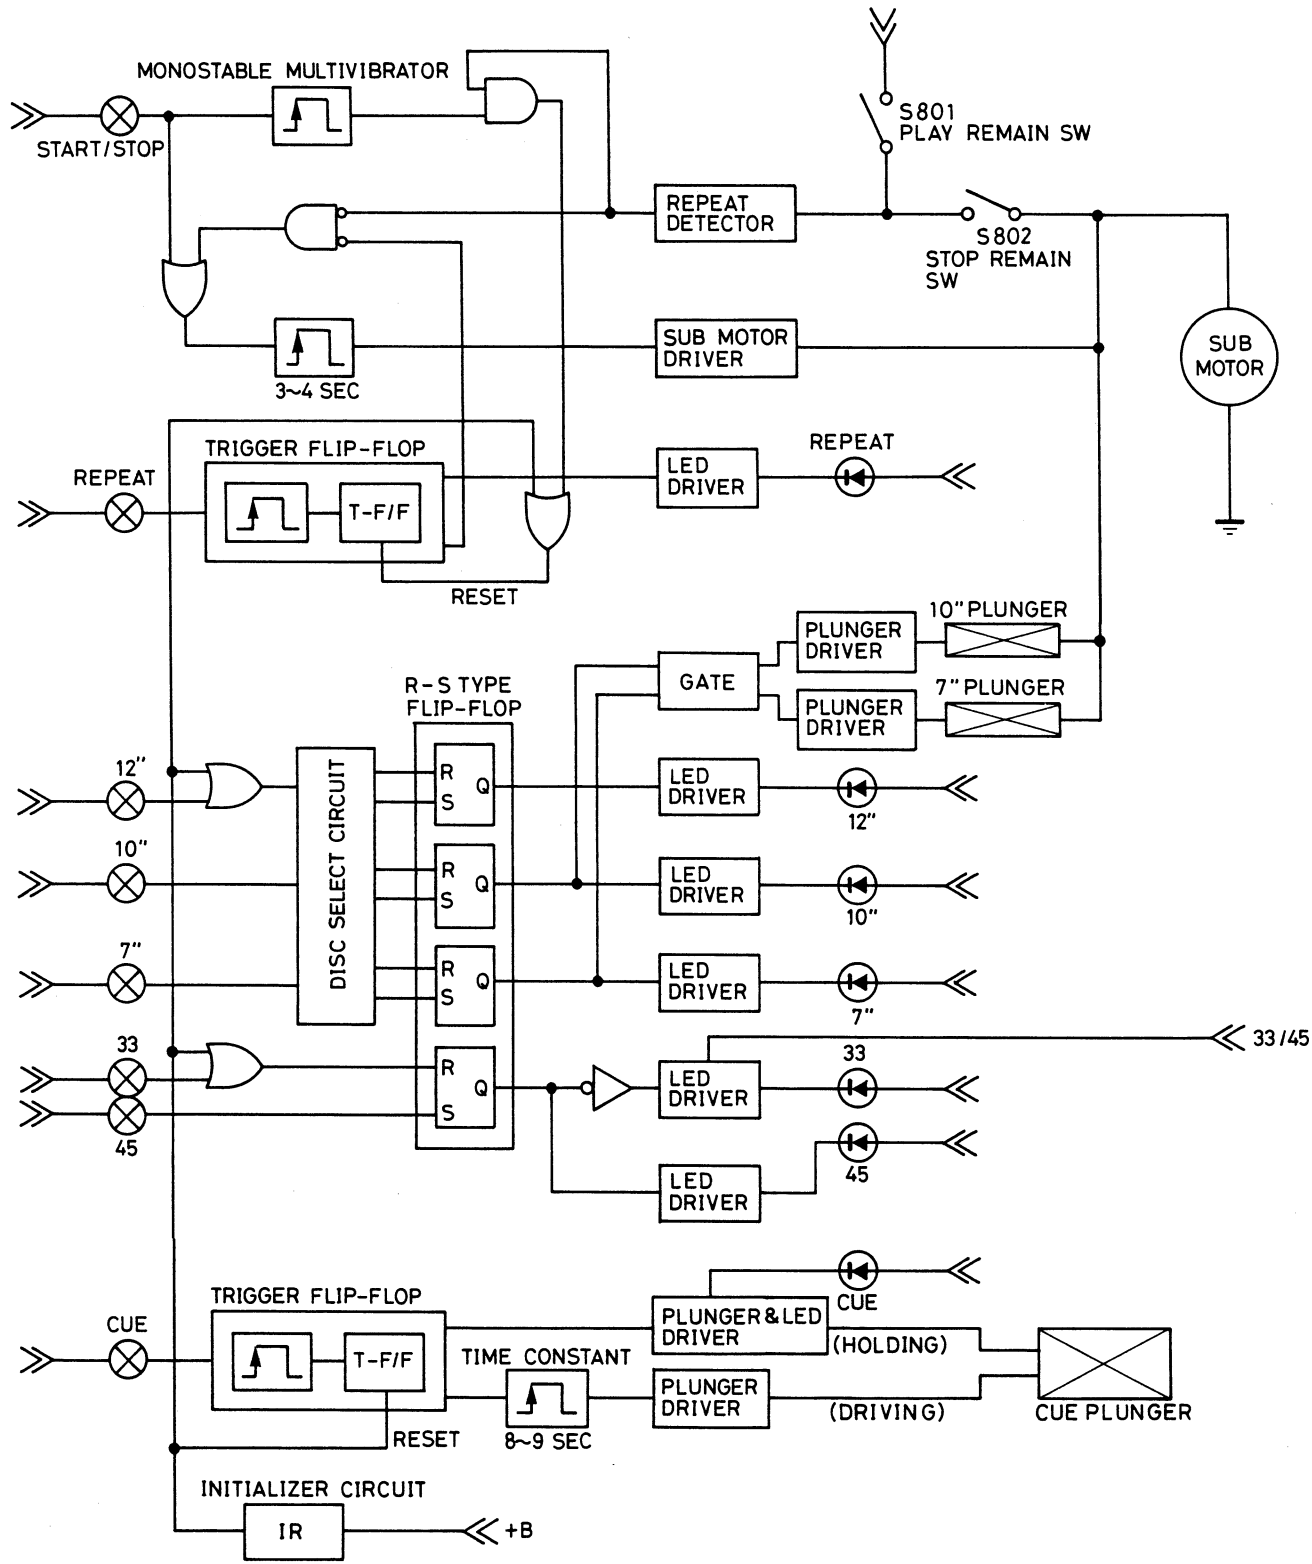 MONOSTABLE MULTIVIBRATOR
START/STOP
S801
PLAY REMAIN SW
REPEAT
DETECTOR
S802
STOP REMAIN
SW
SUB MOTOR
DRIVER
3~4 SEC
SUB
MOTOR
TRIGGER FLIP-FLOP
REPEAT
T-F/F
RESET
LED
DRIVER
REPEAT
10" PLUNGER
PLUNGER
DRIVER
GATE
7" PLUNGER
PLUNGER
DRIVER
R-S TYPE
FLIP-FLOP
12"
R
S
Q
LED
DRIVER
12"
DISC SELECT CIRCUIT
10"
R
S
Q
LED
DRIVER
10"
7"
R
S
Q
LED
DRIVER
7"
33/45
33
R
S
Q
LED
DRIVER
33
45
LED
DRIVER
45
TRIGGER FLIP-FLOP
CUE
T-F/F
RESET
CUE
PLUNGER & LED
DRIVER
(HOLDING)
TIME CONSTANT
8~9 SEC
PLUNGER
DRIVER
(DRIVING)
CUE PLUNGER
INITIALIZER CIRCUIT
IR
+B